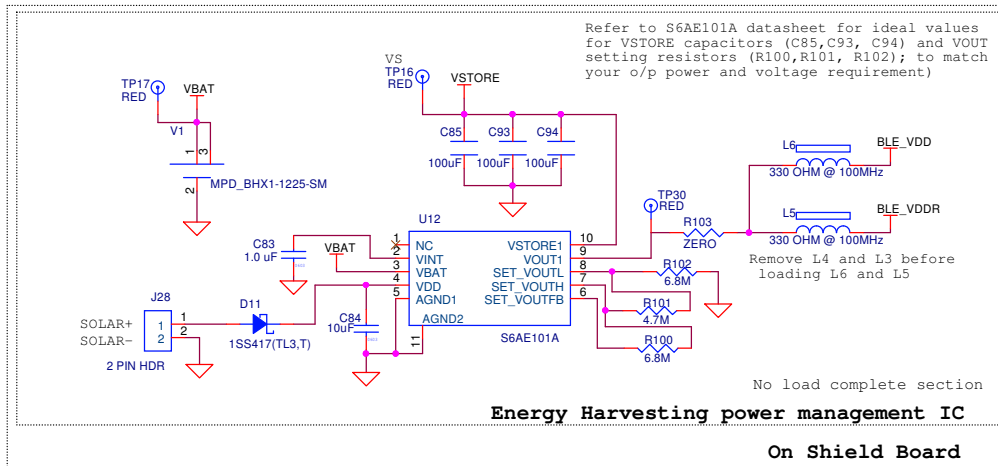 Refer to S6AE101A datasheet for ideal values
for VSTORE capacitors (C85,C93, C94) and VOUT
setting resistors (R100,R101, R102); to match
your o/p power and voltage requirement)
VS
TP16
RED
VSTORE
TP17
RED
VBAT
V1
1
3
2
MPD_BHX1-1225-SM
C85
100uF
C93
100uF
C94
100uF
L6
330 OHM @ 100MHz
BLE_VDD
L5
330 OHM @ 100MHz
BLE_VDDR
Remove L4 and L3 before
loading L6 and L5
TP30
RED
R103
ZERO
U12
1
NC
2
VINT
3
VBAT
4
VDD
5
AGND1
AGND2
11
VSTORE1
10
VOUT1
9
SET_VOUTL
8
SET_VOUTH
7
SET_VOUTFB
6
S6AE101A
C83
1.0 uF
VBAT
R102
6.8M
R101
4.7M
R100
6.8M
J28
SOLAR+
SOLAR-
1
2
1
2
2 PIN HDR
D11
1SS417(TL3,T)
C84
10uF
No load complete section
Energy Harvesting power management IC
On Shield Board